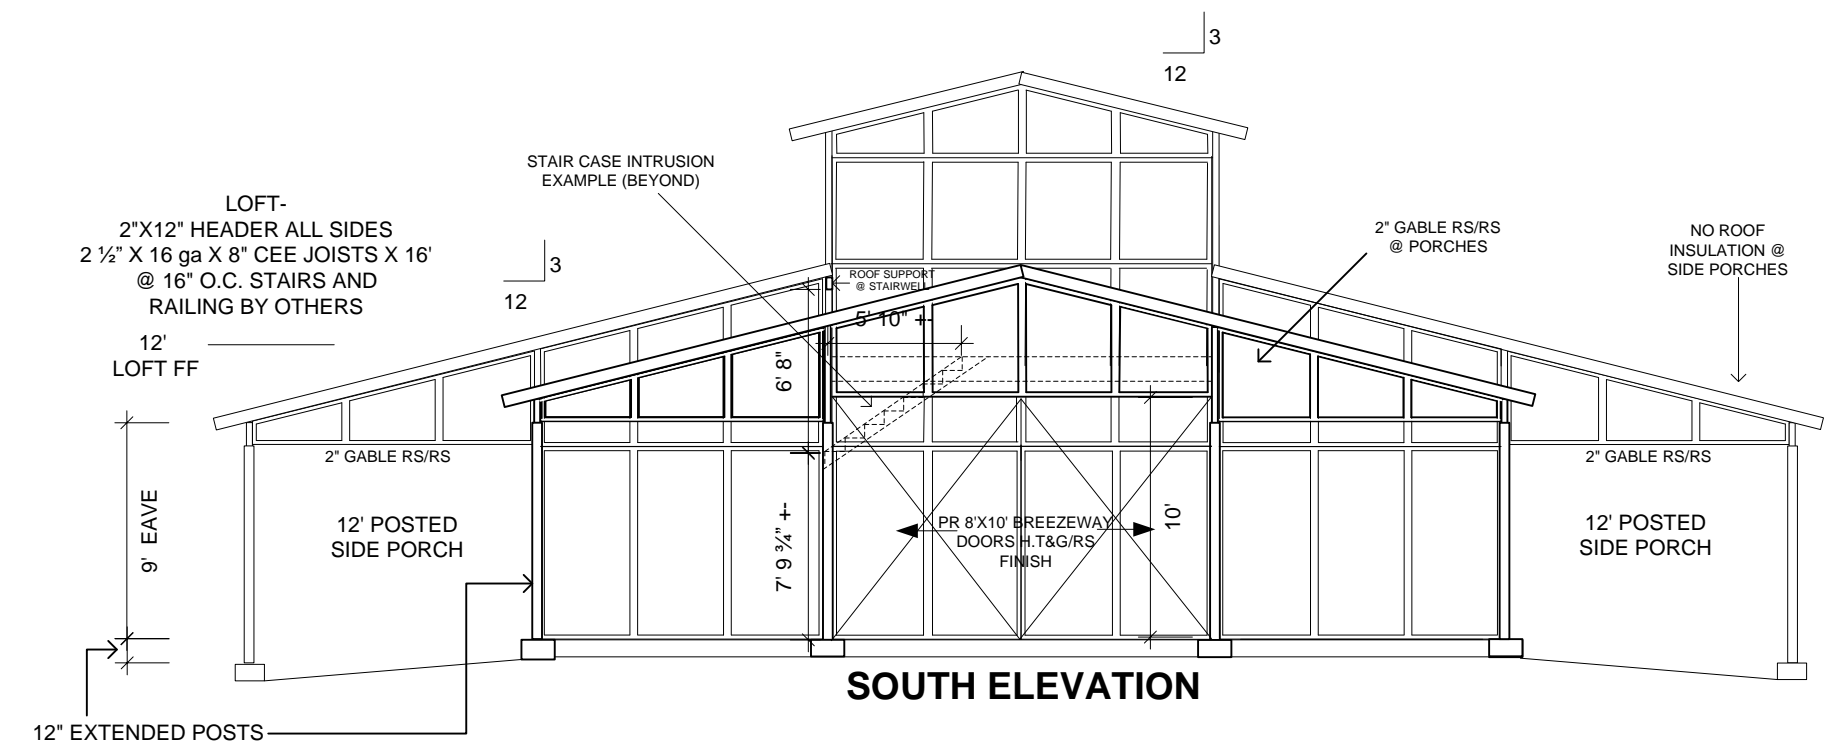 3
12
STAIR CASE INTRUSION
EXAMPLE (BEYOND)
LOFT-
2"X12" HEADER ALL SIDES
2 ½” X 16 ga X 8" CEE JOISTS X 16'
@ 16" O.C. STAIRS AND
RAILING BY OTHERS
12'
LOFT FF
3
12
ROOF SUPPORT
@ STAIRWELL
2" GABLE RS/RS
@ PORCHES
NO ROOF
INSULATION @
SIDE PORCHES
5' 10" +-
6' 8"
2" GABLE RS/RS
2" GABLE RS/RS
9' EAVE
12' POSTED
SIDE PORCH
7' 9 ¾” +-
PR 8'X10' BREEZEWAY
DOORS H.T&G/RS
FINISH
10'
12' POSTED
SIDE PORCH
SOUTH ELEVATION
12" EXTENDED POSTS